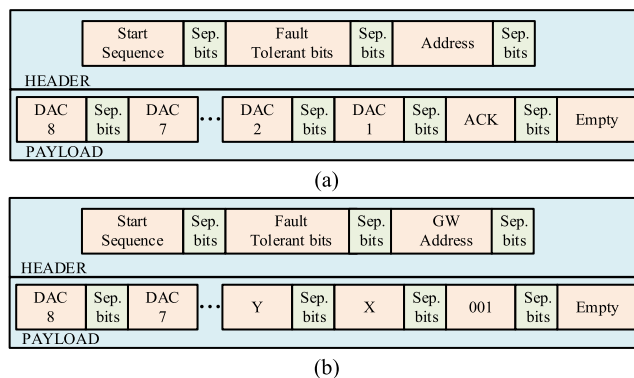 Start Sequence Sep. bits Fault Tolerant bits Sep. bits Address Sep. bits
HEADER
DAC 8 Sep. bits DAC 7 ••• DAC 2 Sep. bits DAC 1 Sep. bits ACK Sep. bits Empty
PAYLOAD
(a)
Start Sequence Sep. bits Fault Tolerant bits Sep. bits GW Address Sep. bits
HEADER
DAC 8 Sep. bits DAC 7 ••• Y Sep. bits X Sep. bits 001 Sep. bits Empty
PAYLOAD
(b)